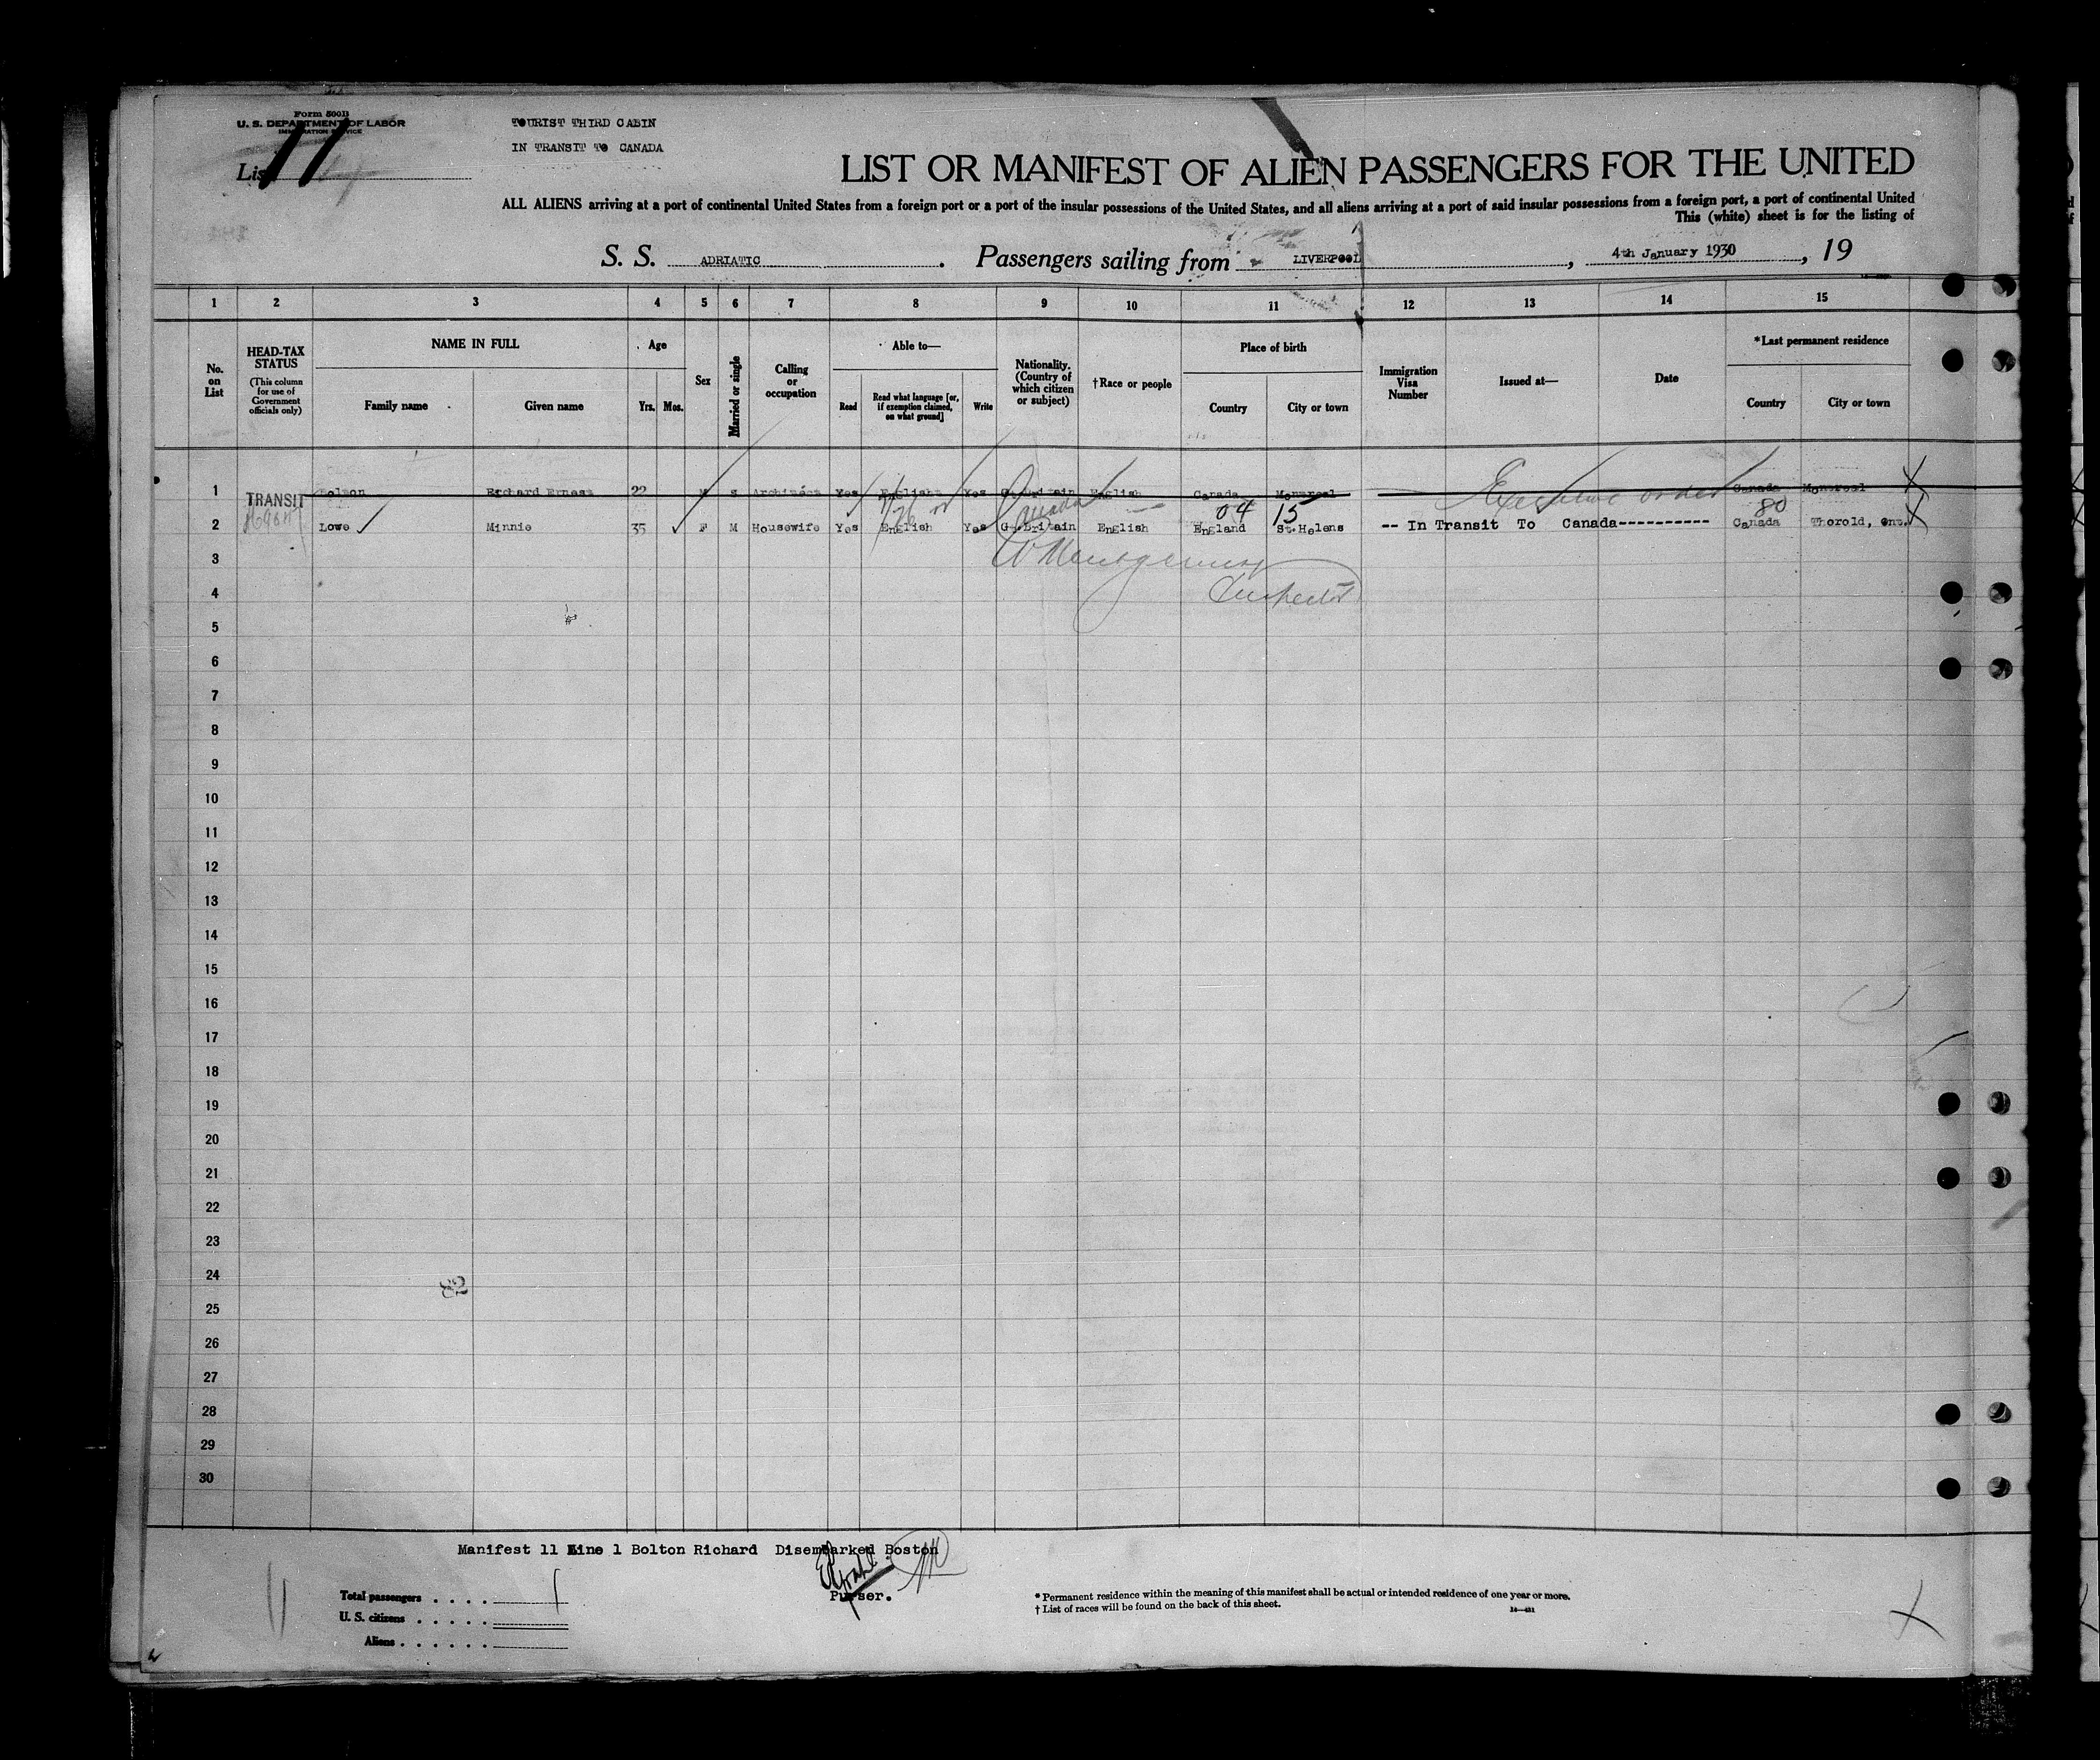 Form 500B
U. S. DEPARTMENT OF LABOR
IMMIGRATION SERVICE
List 11
TOURIST THIRD CABIN
IN TRANSIT TO CANADA
LIST OR MANIFEST OF ALIEN PASSENGERS FOR THE UNITED
ALL ALIENS arriving at a port of continental United States from a foreign port or a port of the insular possessions of the United States, and all aliens arriving at a port of said insular possessions from a foreign port, a port of continental United
This (white) sheet is for the listing of
S. S. ADRIATIC . Passengers sailing from LIVERPOOL , 4th January 1930 , 19
1 2 3 4 5 6 7 8 9 10 11 12 13 14 15
No. on List
HEAD-TAX STATUS
(This column for use of Government officials only)
NAME IN FULL
Family name
Given name
Age
Yrs. Mos.
Sex
Married or single
Calling or occupation
Able to—
Read
Read what language [or, if exemption claimed, on what ground]
Write
Nationality. (Country of which citizen or subject)
†Race or people
Place of birth
Country
City or town
Immigration Visa Number
Issued at—
Date
*Last permanent residence
Country
City or town
1 TRANSIT Bolton Richard Ernest 22 M S Architect Yes English Yes Gt.Britain English Canada Montreal Executive order Canada Montreal
Canada 04 15 80
2 Lowe Minnie 35 F M Housewife Yes English Yes Gt.Britain English England St.Helens -- In Transit To Canada---------- Canada Thorold, Ont.
3 W Montgomery
4 Inspector
5
6
7
8
9
10
11
12
13
14
15
16
17
18
19
20
21
22
23
24
25
26
27
28
29
30
82
Manifest 11 Line 1 Bolton Richard Disembarked Boston
Purser.
11
Total passengers . . . . 1
U. S. citizens . . . . .
Aliens . . . . . .
* Permanent residence within the meaning of this manifest shall be actual or intended residence of one year or more.
† List of races will be found on the back of this sheet.